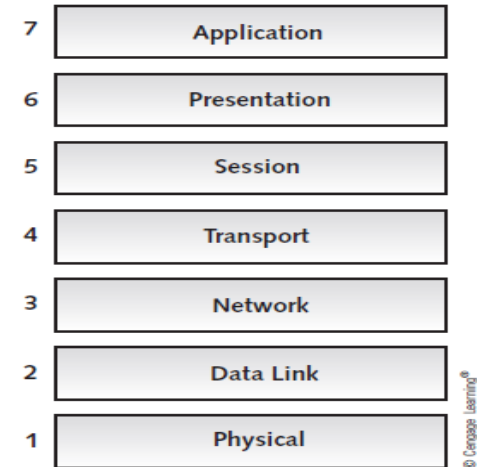 7 Application
6 Presentation
5 Session
4 Transport
3 Network
2 Data Link
1 Physical
© Cengage Learning®